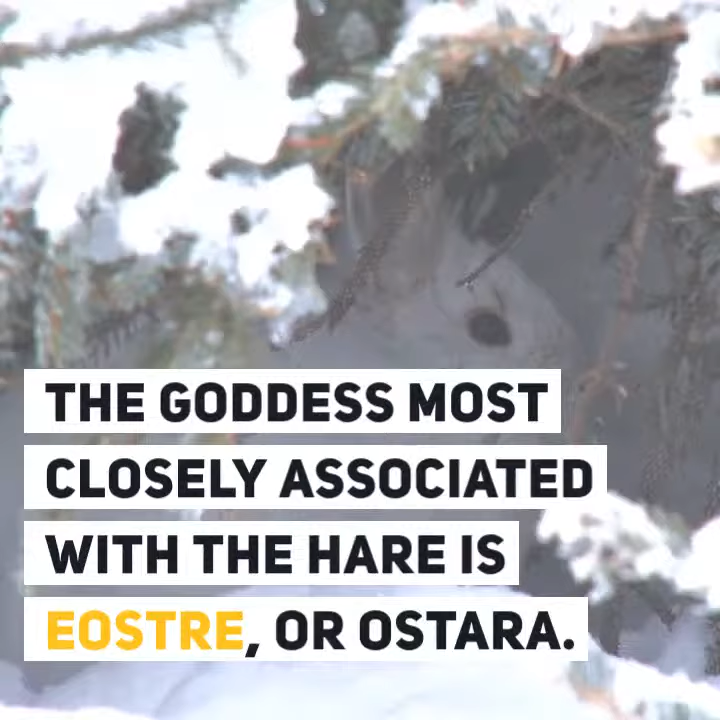 THE GODDESS MOST
CLOSELY ASSOCIATED
WITH THE HARE IS
EOSTRE, OR OSTARA.